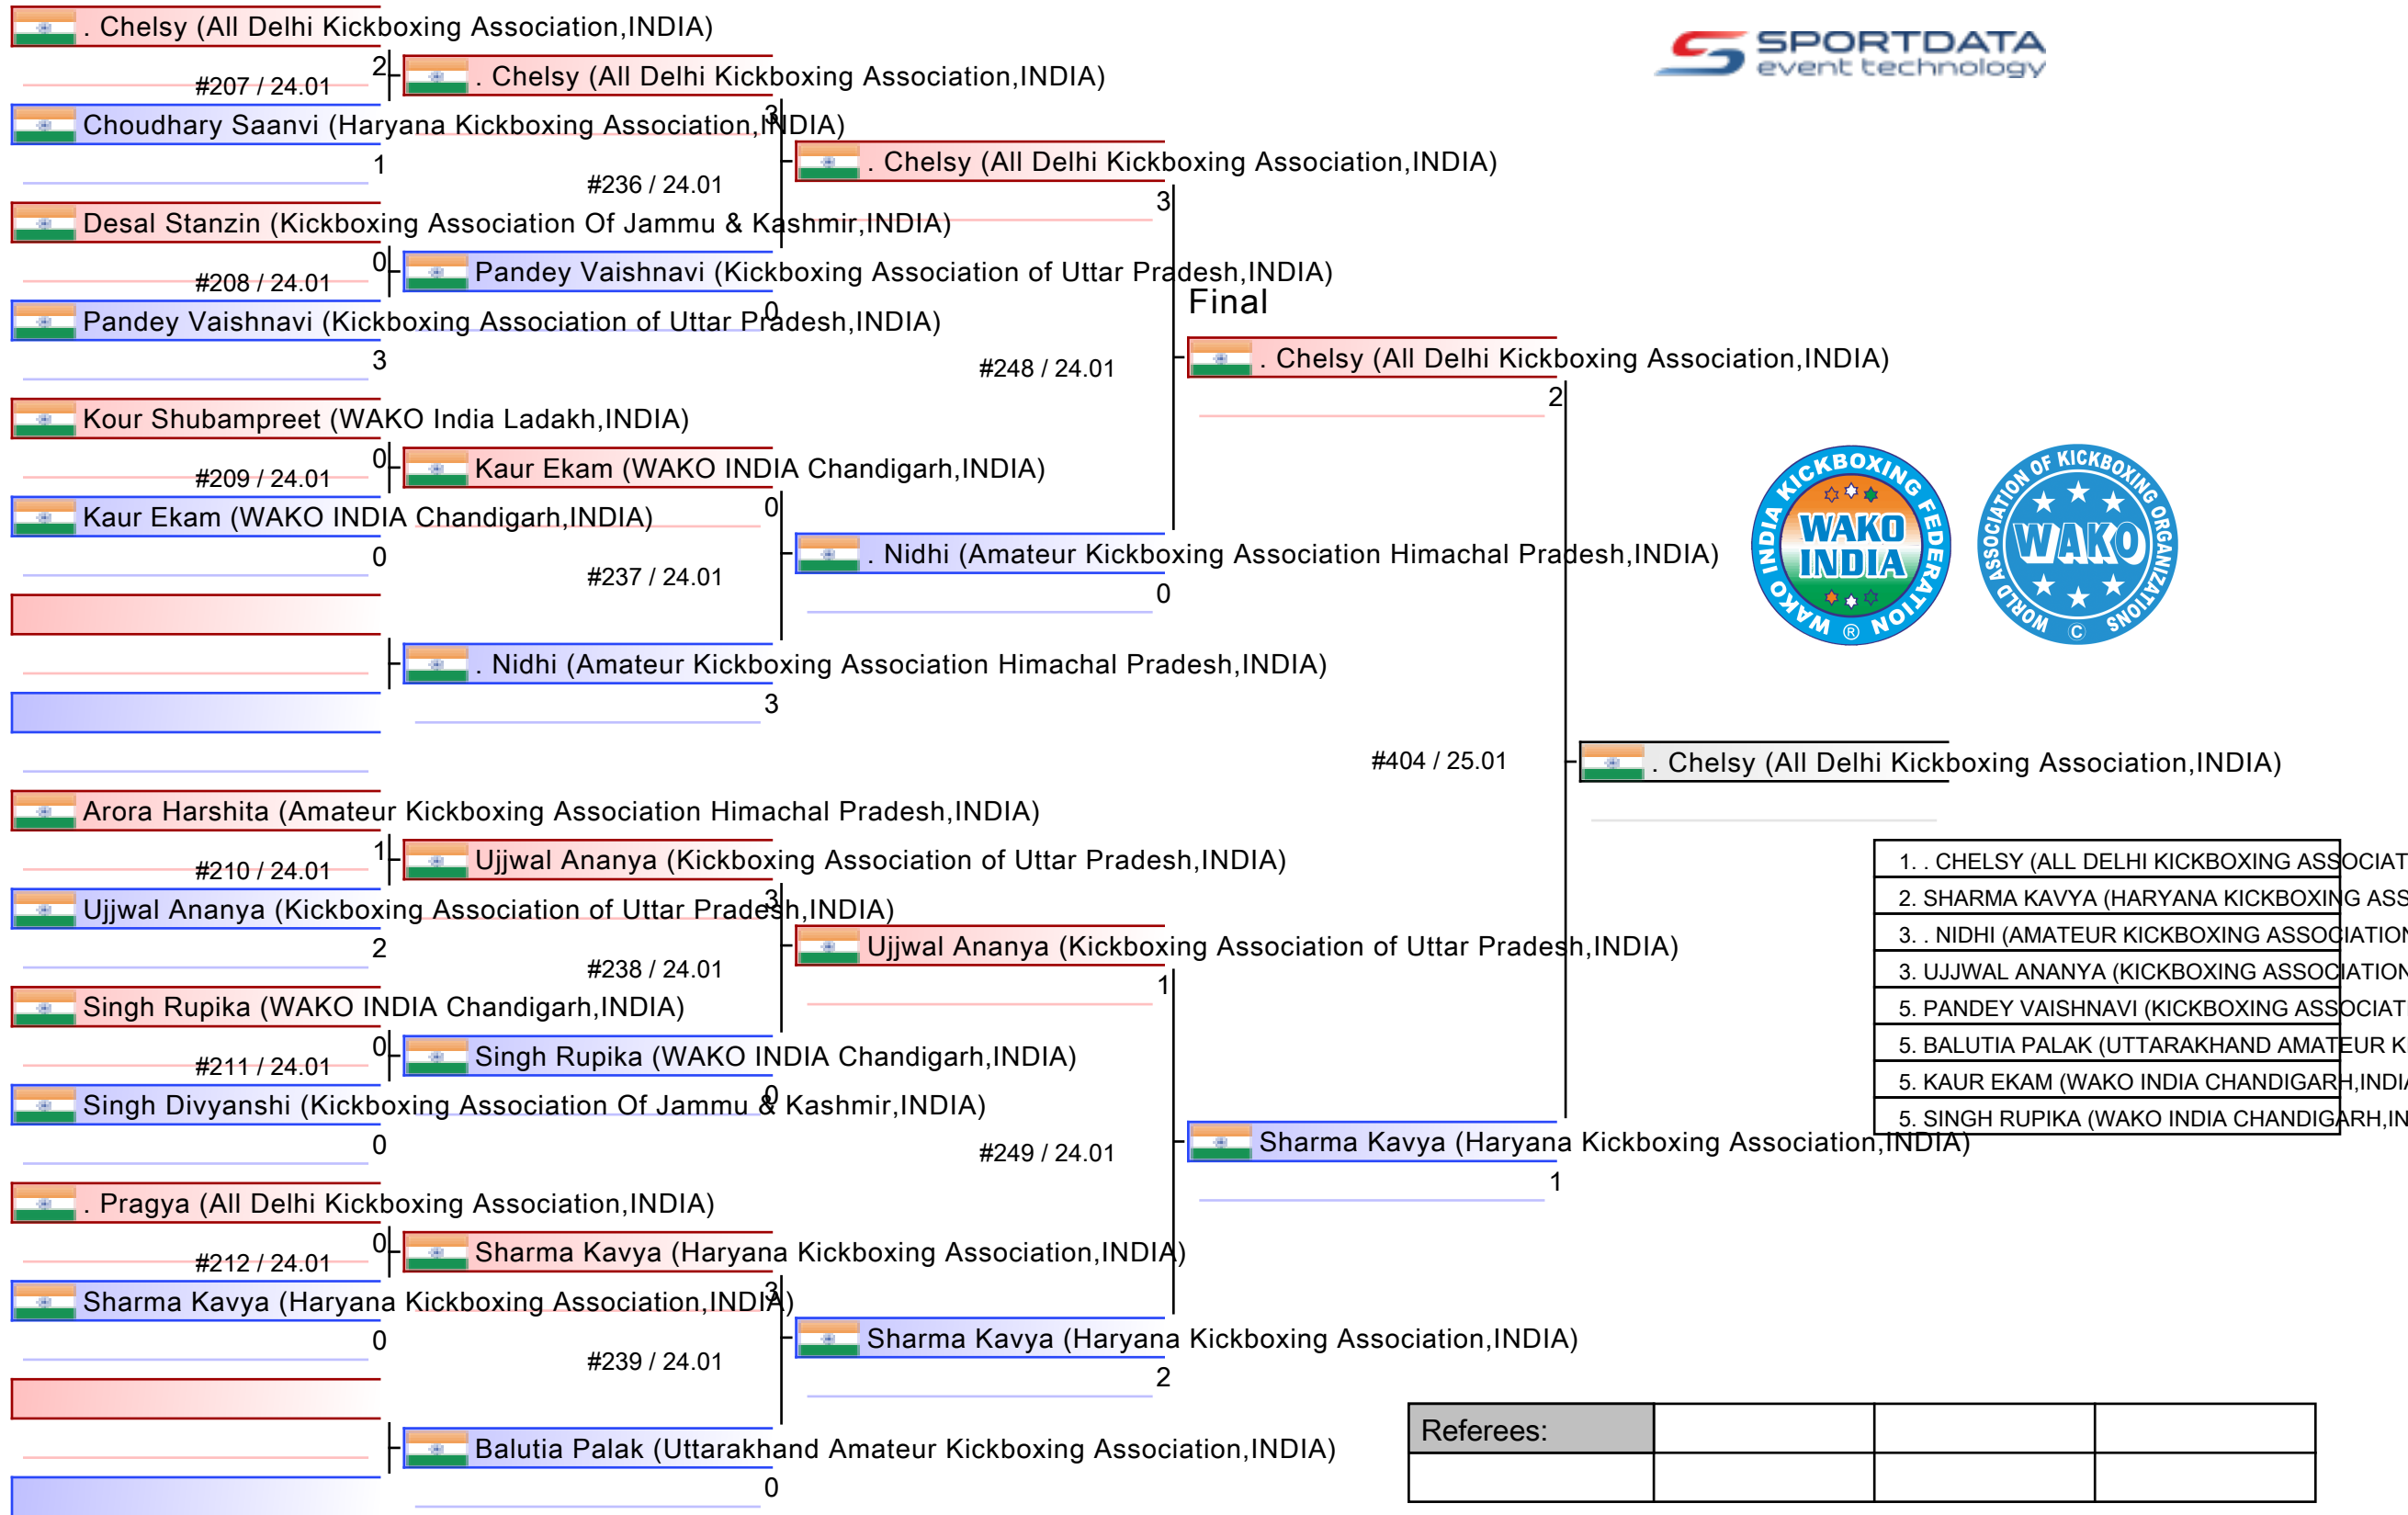 . Chelsy (All Delhi Kickboxing Association,INDIA)
2
#207 / 24.01
Choudhary Saanvi (Haryana Kickboxing Association,INDIA)
1
Desal Stanzin (Kickboxing Association Of Jammu & Kashmir,INDIA)
0
#208 / 24.01
Pandey Vaishnavi (Kickboxing Association of Uttar Pradesh,INDIA)
3
Kour Shubampreet (WAKO India Ladakh,INDIA)
0
#209 / 24.01
Kaur Ekam (WAKO INDIA Chandigarh,INDIA)
0
Arora Harshita (Amateur Kickboxing Association Himachal Pradesh,INDIA)
1
#210 / 24.01
Ujjwal Ananya (Kickboxing Association of Uttar Pradesh,INDIA)
2
Singh Rupika (WAKO INDIA Chandigarh,INDIA)
0
#211 / 24.01
Singh Divyanshi (Kickboxing Association Of Jammu & Kashmir,INDIA)
0
. Pragya (All Delhi Kickboxing Association,INDIA)
0
#212 / 24.01
Sharma Kavya (Haryana Kickboxing Association,INDIA)
0
. Chelsy (All Delhi Kickboxing Association,INDIA)
3
#236 / 24.01
Pandey Vaishnavi (Kickboxing Association of Uttar Pradesh,INDIA)
0
Kaur Ekam (WAKO INDIA Chandigarh,INDIA)
0
#237 / 24.01
. Nidhi (Amateur Kickboxing Association Himachal Pradesh,INDIA)
3
Ujjwal Ananya (Kickboxing Association of Uttar Pradesh,INDIA)
3
#238 / 24.01
Singh Rupika (WAKO INDIA Chandigarh,INDIA)
0
Sharma Kavya (Haryana Kickboxing Association,INDIA)
3
#239 / 24.01
Balutia Palak (Uttarakhand Amateur Kickboxing Association,INDIA)
0
. Chelsy (All Delhi Kickboxing Association,INDIA)
3
#248 / 24.01
. Nidhi (Amateur Kickboxing Association Himachal Pradesh,INDIA)
0
Ujjwal Ananya (Kickboxing Association of Uttar Pradesh,INDIA)
1
#249 / 24.01
Sharma Kavya (Haryana Kickboxing Association,INDIA)
2
Final
. Chelsy (All Delhi Kickboxing Association,INDIA)
2
#404 / 25.01
Sharma Kavya (Haryana Kickboxing Association,INDIA)
1
. Chelsy (All Delhi Kickboxing Association,INDIA)
SPORTDATA
event technology
WAKO INDIA KICKBOXING FEDERATION
WAKO
INDIA
®
WORLD ASSOCIATION OF KICKBOXING ORGANIZATIONS
WAKO
©
1. . CHELSY (ALL DELHI KICKBOXING ASSOCIAT
2. SHARMA KAVYA (HARYANA KICKBOXING ASS
3. . NIDHI (AMATEUR KICKBOXING ASSOCIATION
3. UJJWAL ANANYA (KICKBOXING ASSOCIATION
5. PANDEY VAISHNAVI (KICKBOXING ASSOCIAT
5. BALUTIA PALAK (UTTARAKHAND AMATEUR K
5. KAUR EKAM (WAKO INDIA CHANDIGARH,INDIA
5. SINGH RUPIKA (WAKO INDIA CHANDIGARH,IN
Referees: